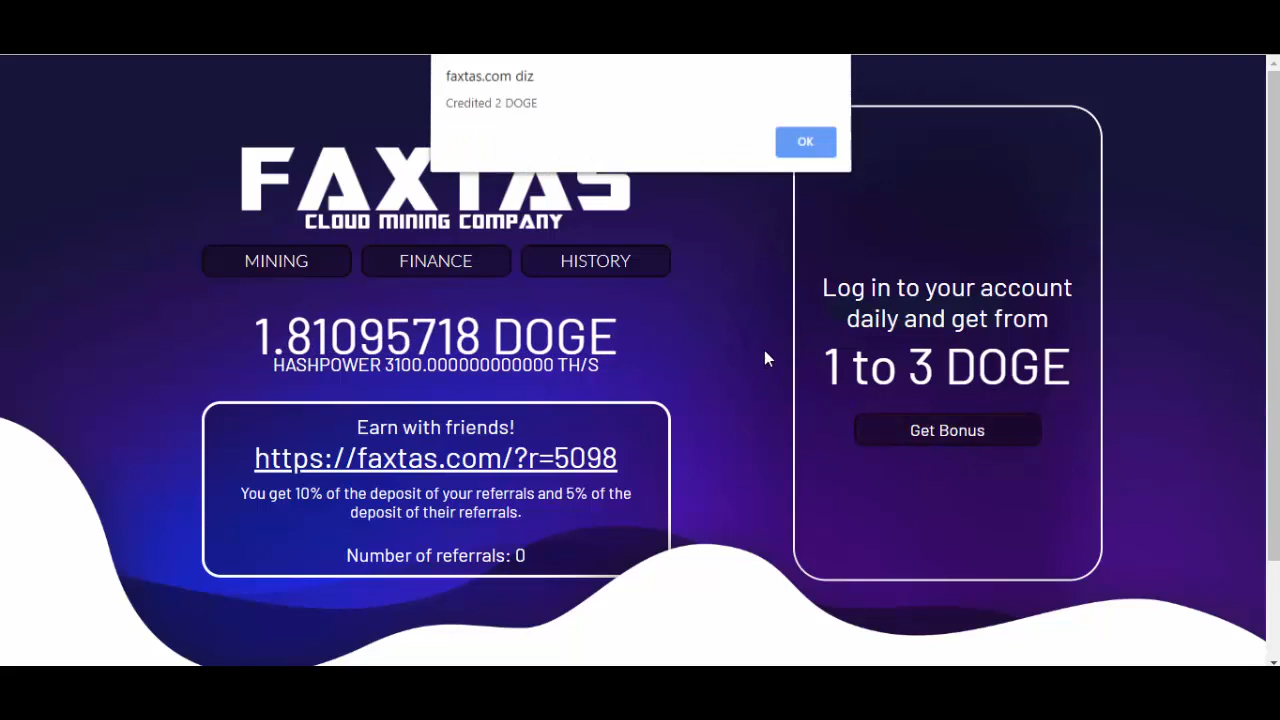 faxtas.com diz
Credited 2 DOGE
OK
FAXTAS
CLOUD MINING COMPANY
MINING
FINANCE
HISTORY
1.81095718 DOGE
HASHPOWER 3100.000000000000 TH/S
Earn with friends!
https://faxtas.com/?r=5098
You get 10% of the deposit of your referrals and 5% of the
deposit of their referrals.
Number of referrals: 0
Log in to your account
daily and get from
1 to 3 DOGE
Get Bonus